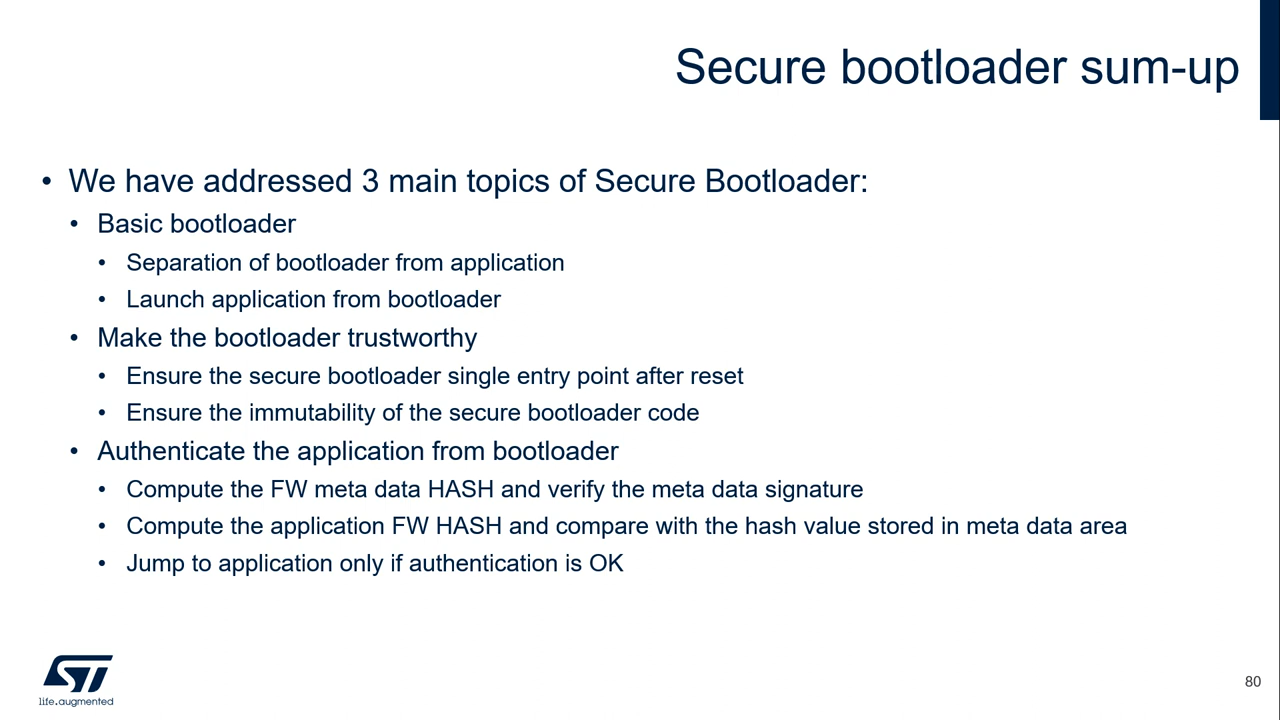 Secure bootloader sum-up
• We have addressed 3 main topics of Secure Bootloader:
• Basic bootloader
• Separation of bootloader from application
• Launch application from bootloader
• Make the bootloader trustworthy
• Ensure the secure bootloader single entry point after reset
• Ensure the immutability of the secure bootloader code
• Authenticate the application from bootloader
• Compute the FW meta data HASH and verify the meta data signature
• Compute the application FW HASH and compare with the hash value stored in meta data area
• Jump to application only if authentication is OK
ST
life.augmented
80